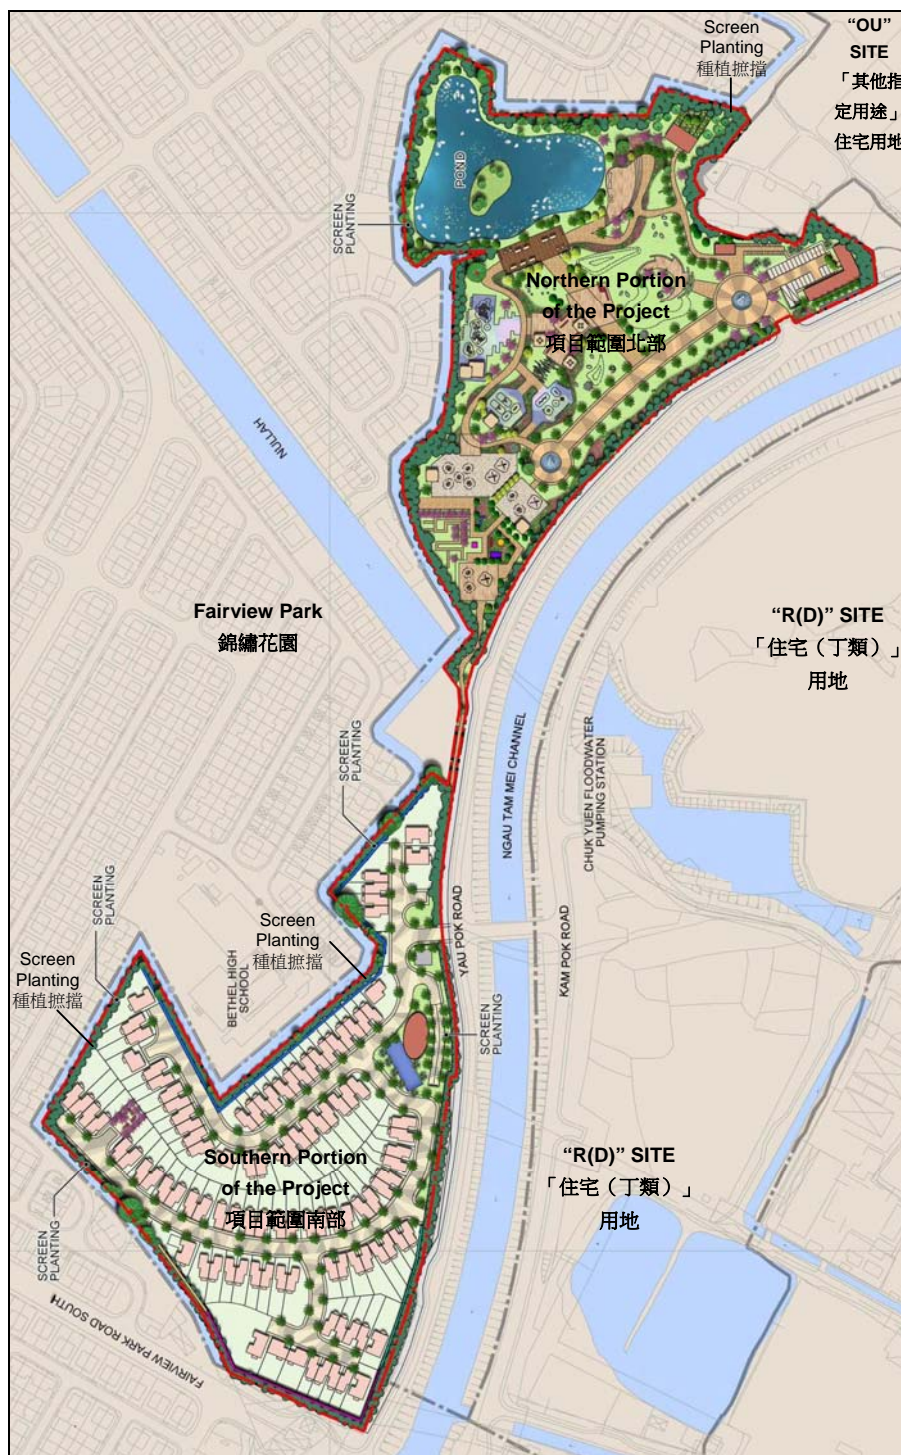 Screen
Planting
種植摭擋
“OU”
SITE
「其他指
定用途」
住宅用地
POND
SCREEN
PLANTING
Northern Portion
of the Project
項目範圍北部
NULLAH
Fairview Park
錦繡花園
“R(D)” SITE
「住宅（丁類）」
用地
SCREEN
PLANTING
NGAU TAM MEI CHANNEL
CHUK YUEN FLOODWATER
PUMPING STATION
YAU POK ROAD
KAM POK ROAD
SCREEN
PLANTING
Screen
Planting
種植摭擋
Screen
Planting
種植摭擋
BETHEL HIGH
SCHOOL
SCREEN
PLANTING
Southern Portion
of the Project
項目範圍南部
“R(D)” SITE
「住宅（丁類）」
用地
SCREEN
PLANTING
FAIRVIEW PARK ROAD SOUTH